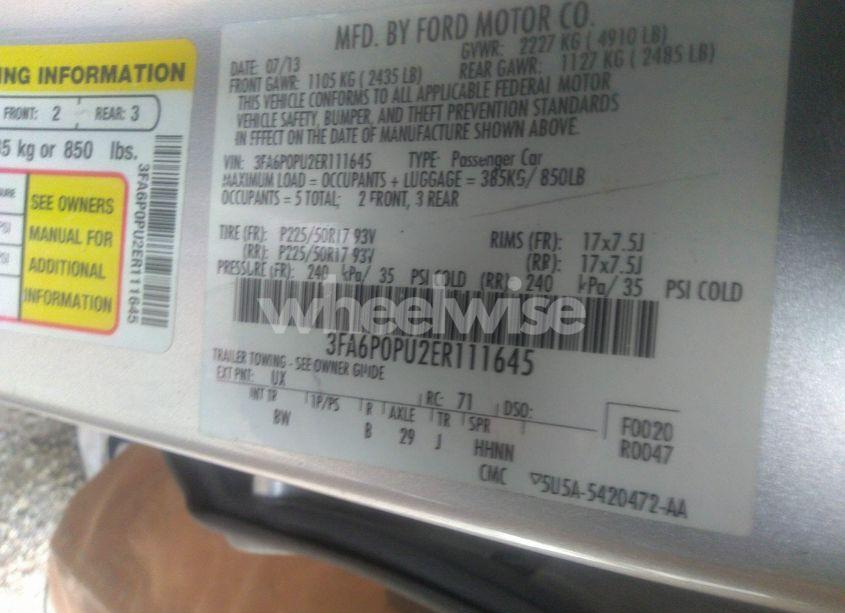 NG INFORMATION
FRONT: 2 REAR: 3
5 kg or 850 lbs.
SEE OWNERS
MANUAL FOR
ADDITIONAL
INFORMATION
3FA6P0PU2ER111645
MFD. BY FORD MOTOR CO.
DATE: 07/13 GVWR: 2227 KG ( 4910 LB)
FRONT GAWR: 1105 KG ( 2435 LB) REAR GAWR: 1127 KG ( 2485 LB)
THIS VEHICLE CONFORMS TO ALL APPLICABLE FEDERAL MOTOR
VEHICLE SAFETY, BUMPER, AND THEFT PREVENTION STANDARDS
IN EFFECT ON THE DATE OF MANUFACTURE SHOWN ABOVE.
VIN: 3FA6P0PU2ER111645 TYPE: Passenger Car
MAXIMUM LOAD = OCCUPANTS + LUGGAGE = 385KG/ 850LB
OCCUPANTS = 5 TOTAL; 2 FRONT, 3 REAR
TIRE (FR): P225/50R17 93V RIMS (FR): 17x7.5J
(RR): P225/50R17 93V (RR): 17x7.5J
PRESSURE (FR): 240 kPa/ 35 PSI COLD (RR): 240 kPa/ 35 PSI COLD
wheelwise
3FA6P0PU2ER111645
TRAILER TOWING - SEE OWNER GUIDE
EXT PNT: UX RC: 71 DSO:
INT TR TP/PS R AXLE TR SPR F0020
BW B 29 J HHNN R0047
CMC ▽5U5A-5420472-AA